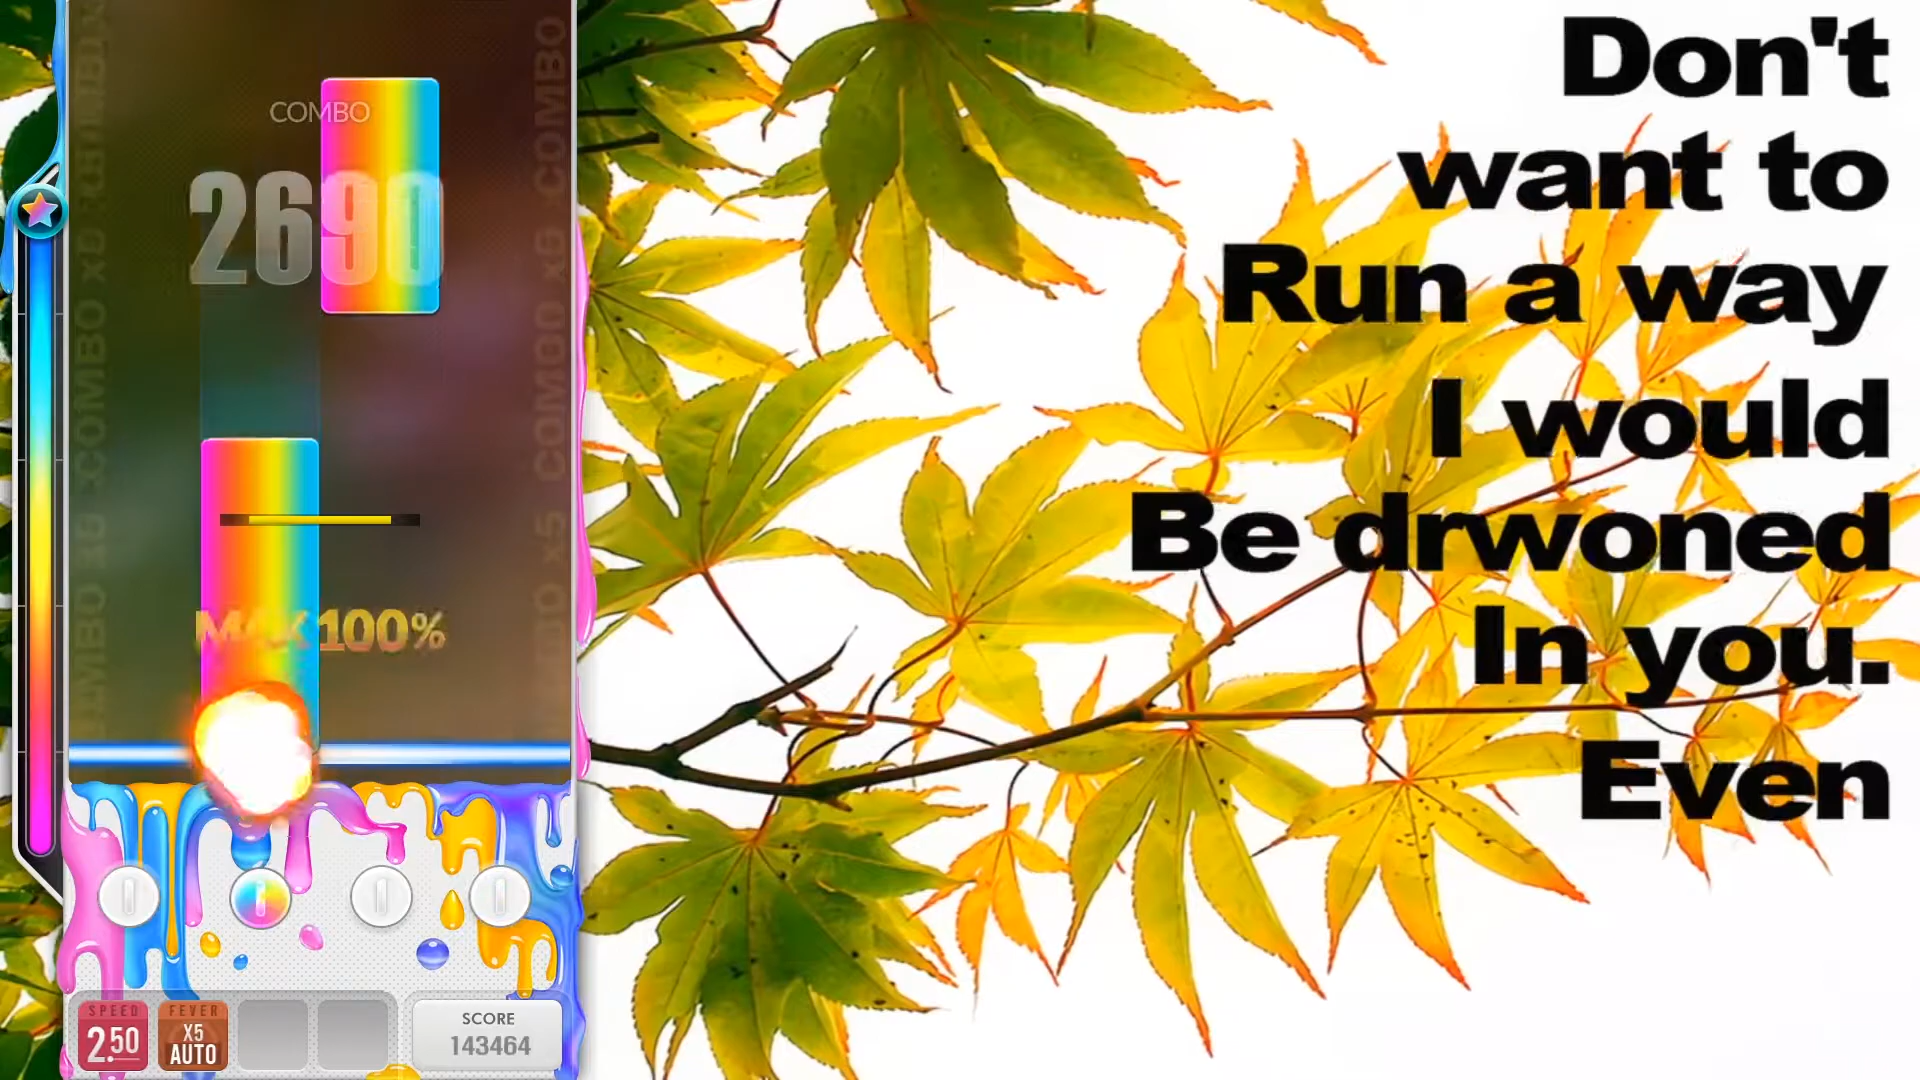 COMBO
2690
MAX 100%
SPEED
2.50
FEVER
X5
AUTO
SCORE
143464
Don't
want to
Run a way
I would
Be drwoned
In you.
Even